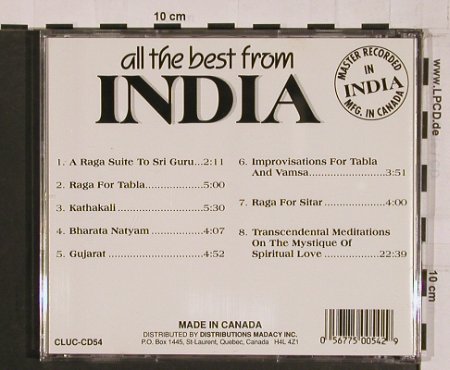 10 cm
all the best from
INDIA
MASTER RECORDED
IN
INDIA
MFG. IN CANADA
1. A Raga Suite To Sri Guru...2:11
2. Raga For Tabla....................5:00
3. Kathakali............................5:30
4. Bharata Natyam.................4:07
5. Gujarat...............................4:52
6. Improvisations For Tabla
And Vamsa..........................3:51
7. Raga For Sitar....................4:00
8. Transcendental Meditations
On The Mystique Of
Spiritual Love...................22:39
MADE IN CANADA
DISTRIBUTED BY DISTRIBUTIONS MADACY INC.
P.O. Box 1445, St-Laurent, Quebec, Canada H4L 4Z1
CLUC-CD54
0 56775 00542 9
www.LPCD.de
10 cm